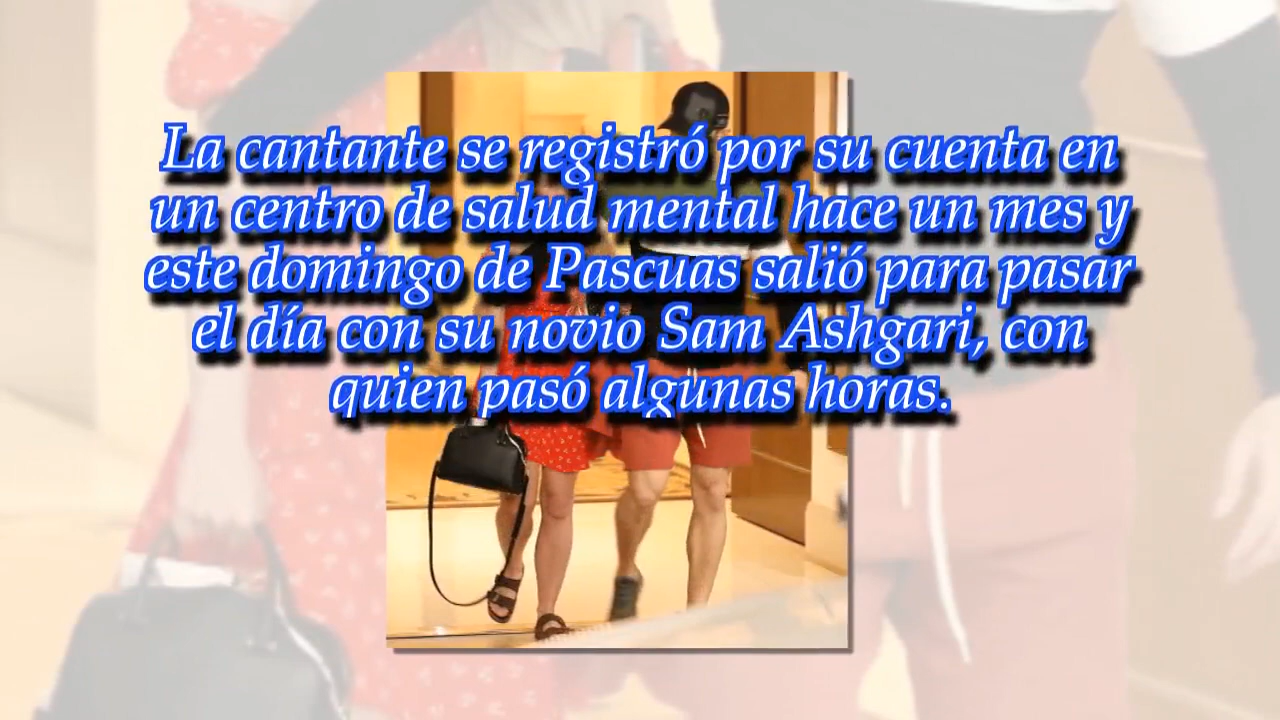 La cantante se registró por su cuenta en
un centro de salud mental hace un mes y
este domingo de Pascuas salió para pasar
el día con su novio Sam Ashgari, con
quien pasó algunas horas.